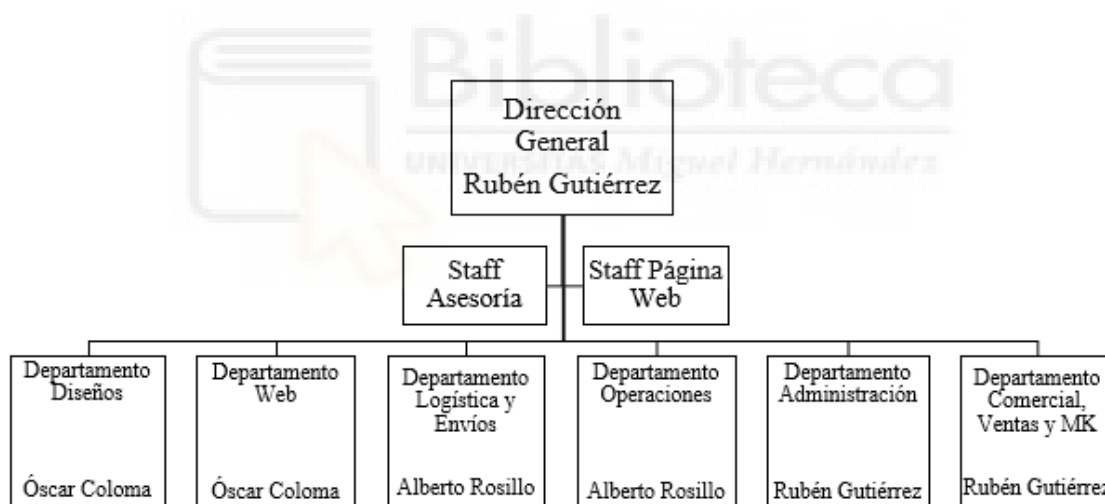 Biblioteca
UNIVERSITAS Miguel Hernández
Dirección
General
Rubén Gutiérrez
Staff
Asesoría
Staff Página
Web
Departamento
Diseños
Óscar Coloma
Departamento
Web
Óscar Coloma
Departamento
Logística y
Envíos
Alberto Rosillo
Departamento
Operaciones
Alberto Rosillo
Departamento
Administración
Rubén Gutiérrez
Departamento
Comercial,
Ventas y MK
Rubén Gutiérrez